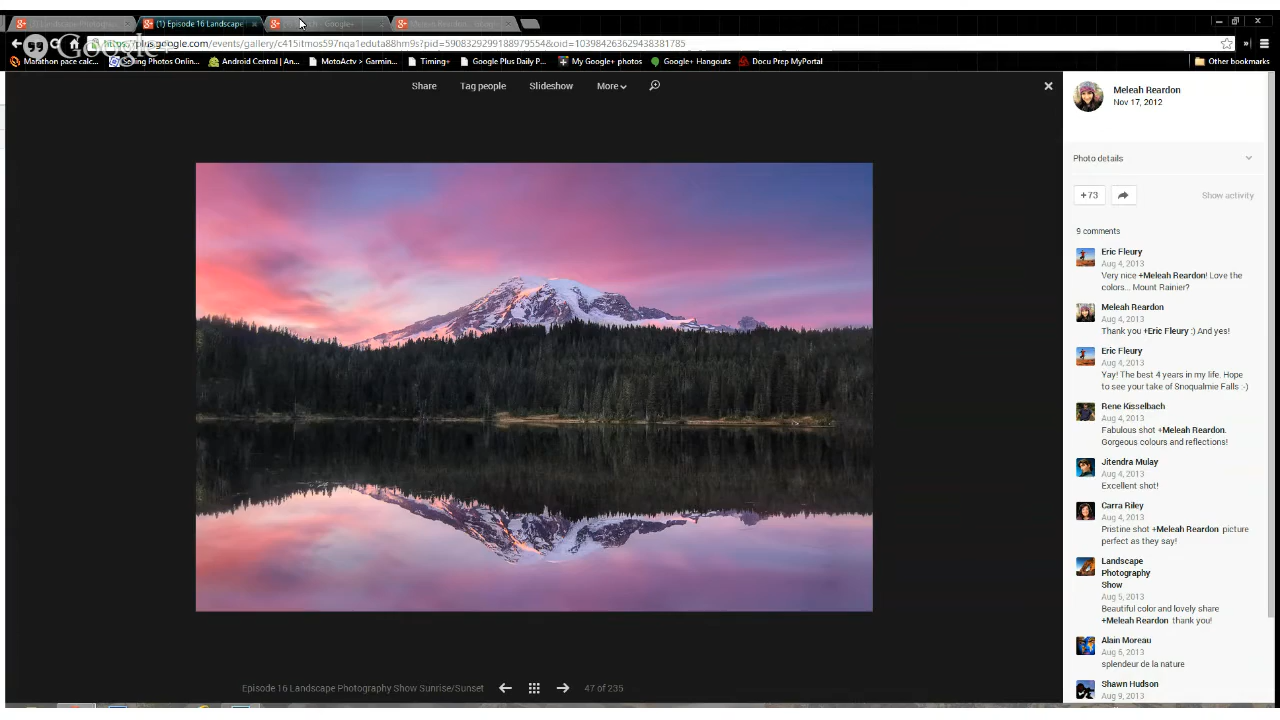 (1) Episode 16 Landscape
Google+
https://plus.google.com/events/gallery/c415itmos597nqa1eduta88hm9s?pid=5908329299188979554&oid=103984263629438381785
Marathon pace calc...
Selling Photos Online...
Android Central | An...
MotoActv > Garmin...
Timing+
Google Plus Daily P...
My Google+ photos
Google+ Hangouts
Docu Prep MyPortal
Other bookmarks
Share
Tag people
Slideshow
More
Meleah Reardon
Nov 17, 2012
Photo details
+73
Show activity
9 comments
Eric Fleury
Aug 4, 2013
Very nice +Meleah Reardon! Love the
colors... Mount Rainier?
Meleah Reardon
Aug 4, 2013
Thank you +Eric Fleury :) And yes!
Eric Fleury
Aug 4, 2013
Yay! The best 4 years in my life. Hope
to see your take of Snoqualmie Falls :-)
Rene Kisselbach
Aug 4, 2013
Fabulous shot +Meleah Reardon.
Gorgeous colours and reflections!
Jitendra Mulay
Aug 4, 2013
Excellent shot!
Carra Riley
Aug 4, 2013
Pristine shot +Meleah Reardon picture
perfect as they say!
Landscape
Photography
Show
Aug 5, 2013
Beautiful color and lovely share
+Meleah Reardon thank you!
Alain Moreau
Aug 6, 2013
splendeur de la nature
Shawn Hudson
Aug 9, 2013
Episode 16 Landscape Photography Show Sunrise/Sunset
47 of 235